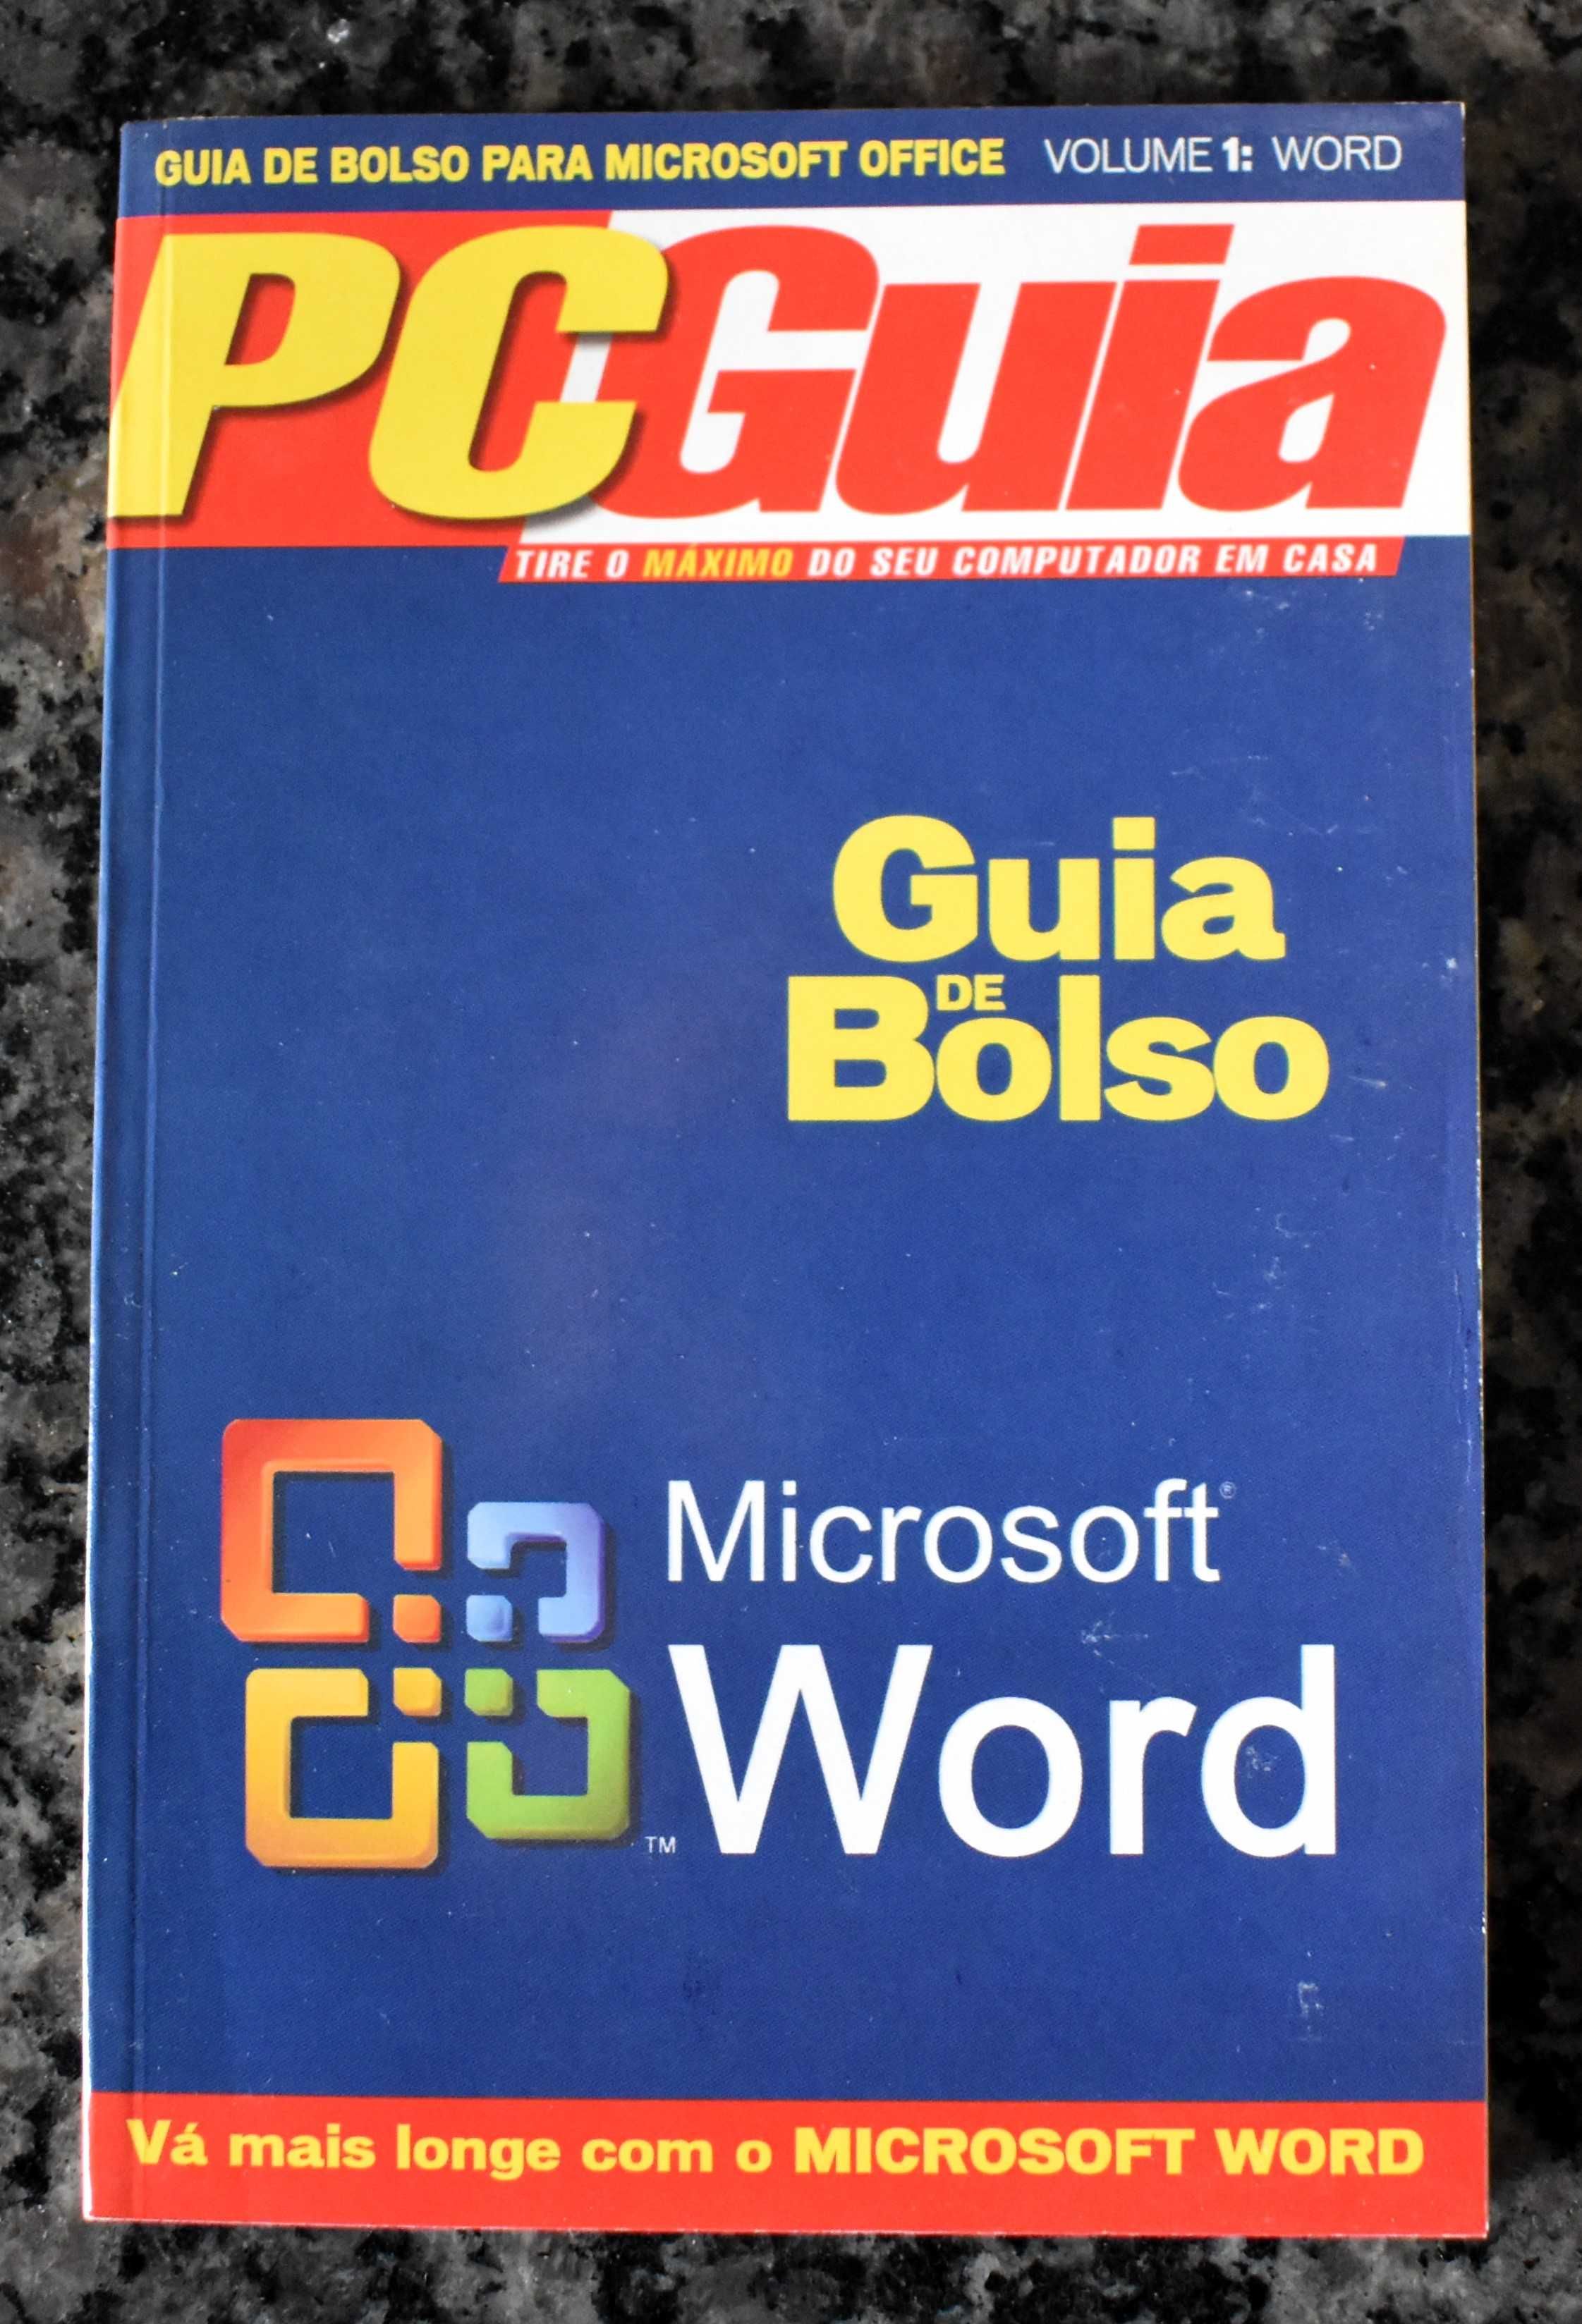 GUIA DE BOLSO PARA MICROSOFT OFFICE VOLUME 1: WORD
PCGuia
TIRE O MÁXIMO DO SEU COMPUTADOR EM CASA
Guia
DE
Bolso
Microsoft®
Word
TM
Vá mais longe com o MICROSOFT WORD